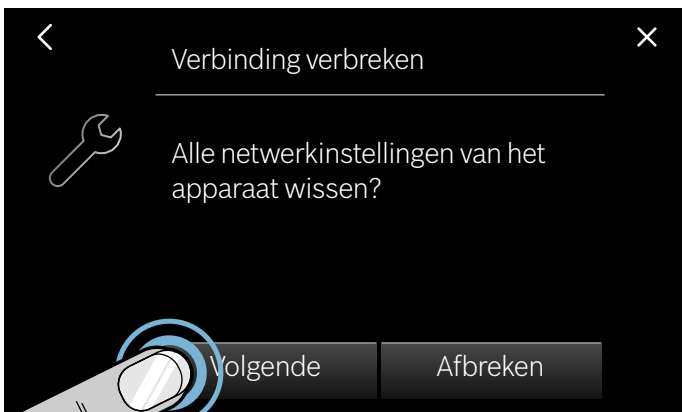 Verbinding verbreken
Alle netwerkinstellingen van het
apparaat wissen?
Volgende
Afbreken